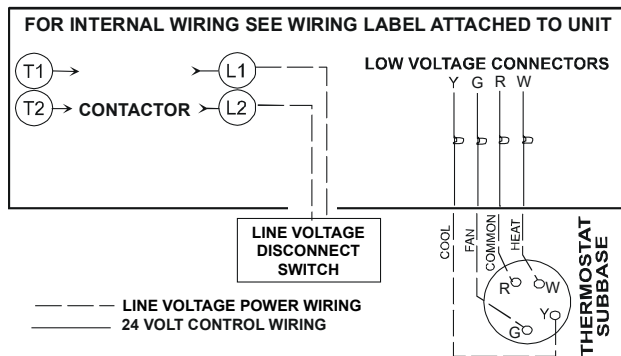 FOR INTERNAL WIRING SEE WIRING LABEL ATTACHED TO UNIT
T1
L1
LOW VOLTAGE CONNECTORS
Y G R W
T2
CONTACTOR
L2
COOL
FAN
COMMON
HEAT
LINE VOLTAGE
DISCONNECT
SWITCH
THERMOSTAT
SUBBASE
R
W
Y
G
LINE VOLTAGE POWER WIRING
24 VOLT CONTROL WIRING